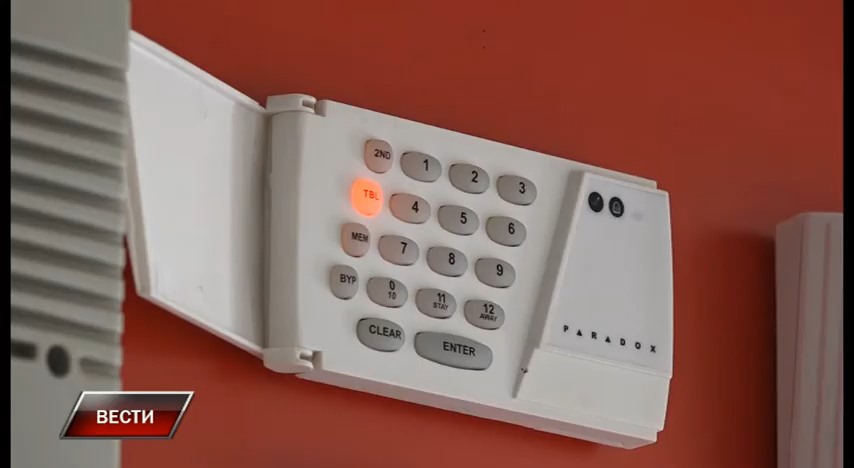 2ND 1 2 3
TBL 4 5 6
MEM 7 8 9
BYP 0 11 12
10 STAY AWAY
CLEAR ENTER
PARADOX
ВЕСТИ